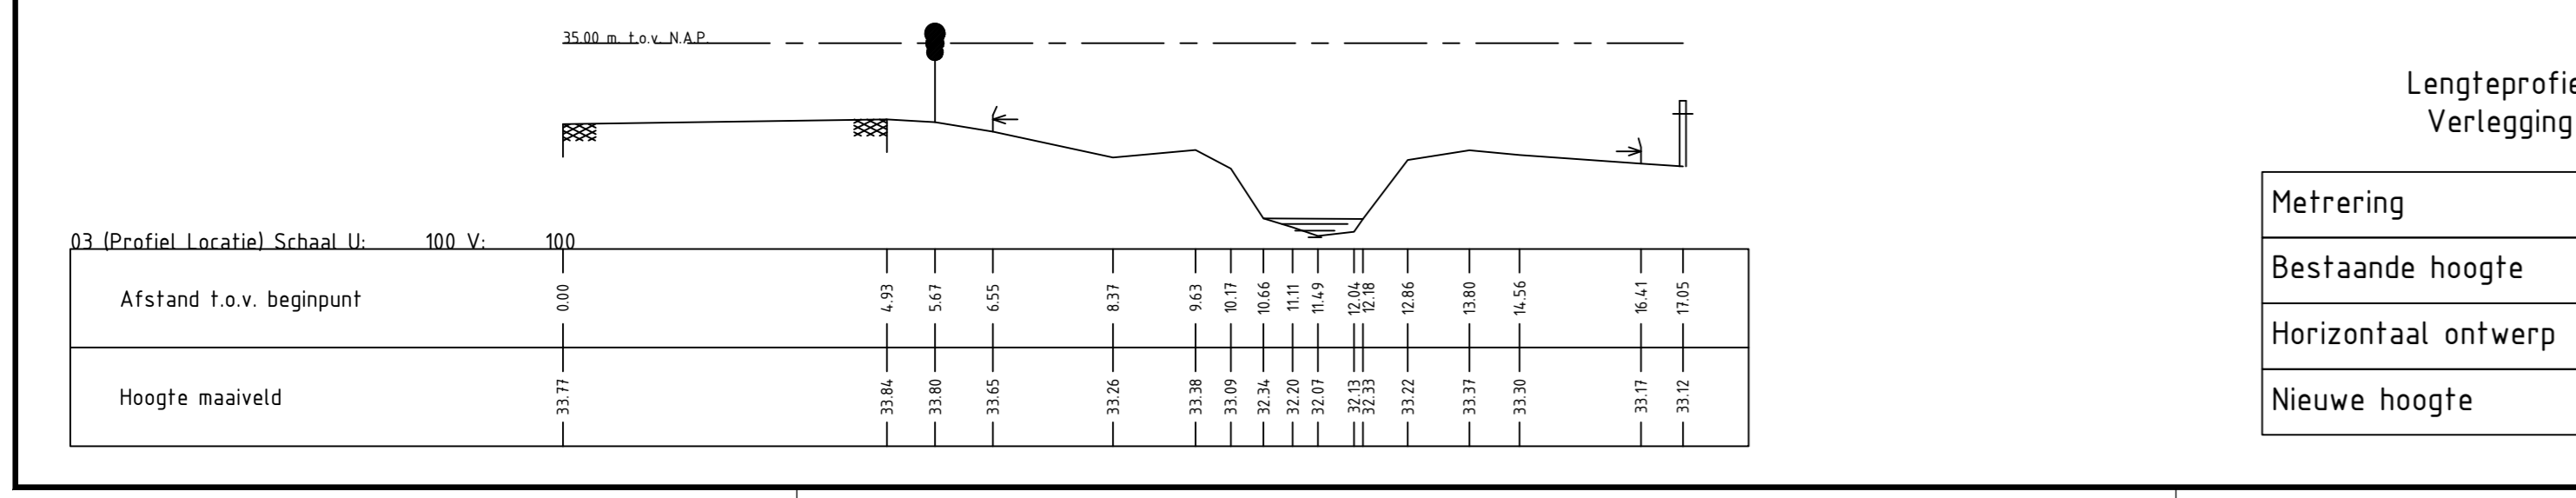 35.00 m. t.o.v. N.A.P.
Lengteprofie
Verlegging
03 (Profiel Locatie) Schaal U: 100 V: 100
Afstand t.o.v. beginpunt 0.00 4.93 5.67 6.55 8.37 9.63 10.17 10.66 11.11 11.49 12.04 12.18 12.86 13.80 14.56 16.41 17.05
Hoogte maaiveld 33.77 33.84 33.80 33.65 33.26 33.38 33.09 32.34 32.20 32.07 32.13 32.33 33.22 33.37 33.30 33.17 33.12
Metrering
Bestaande hoogte
Horizontaal ontwerp
Nieuwe hoogte